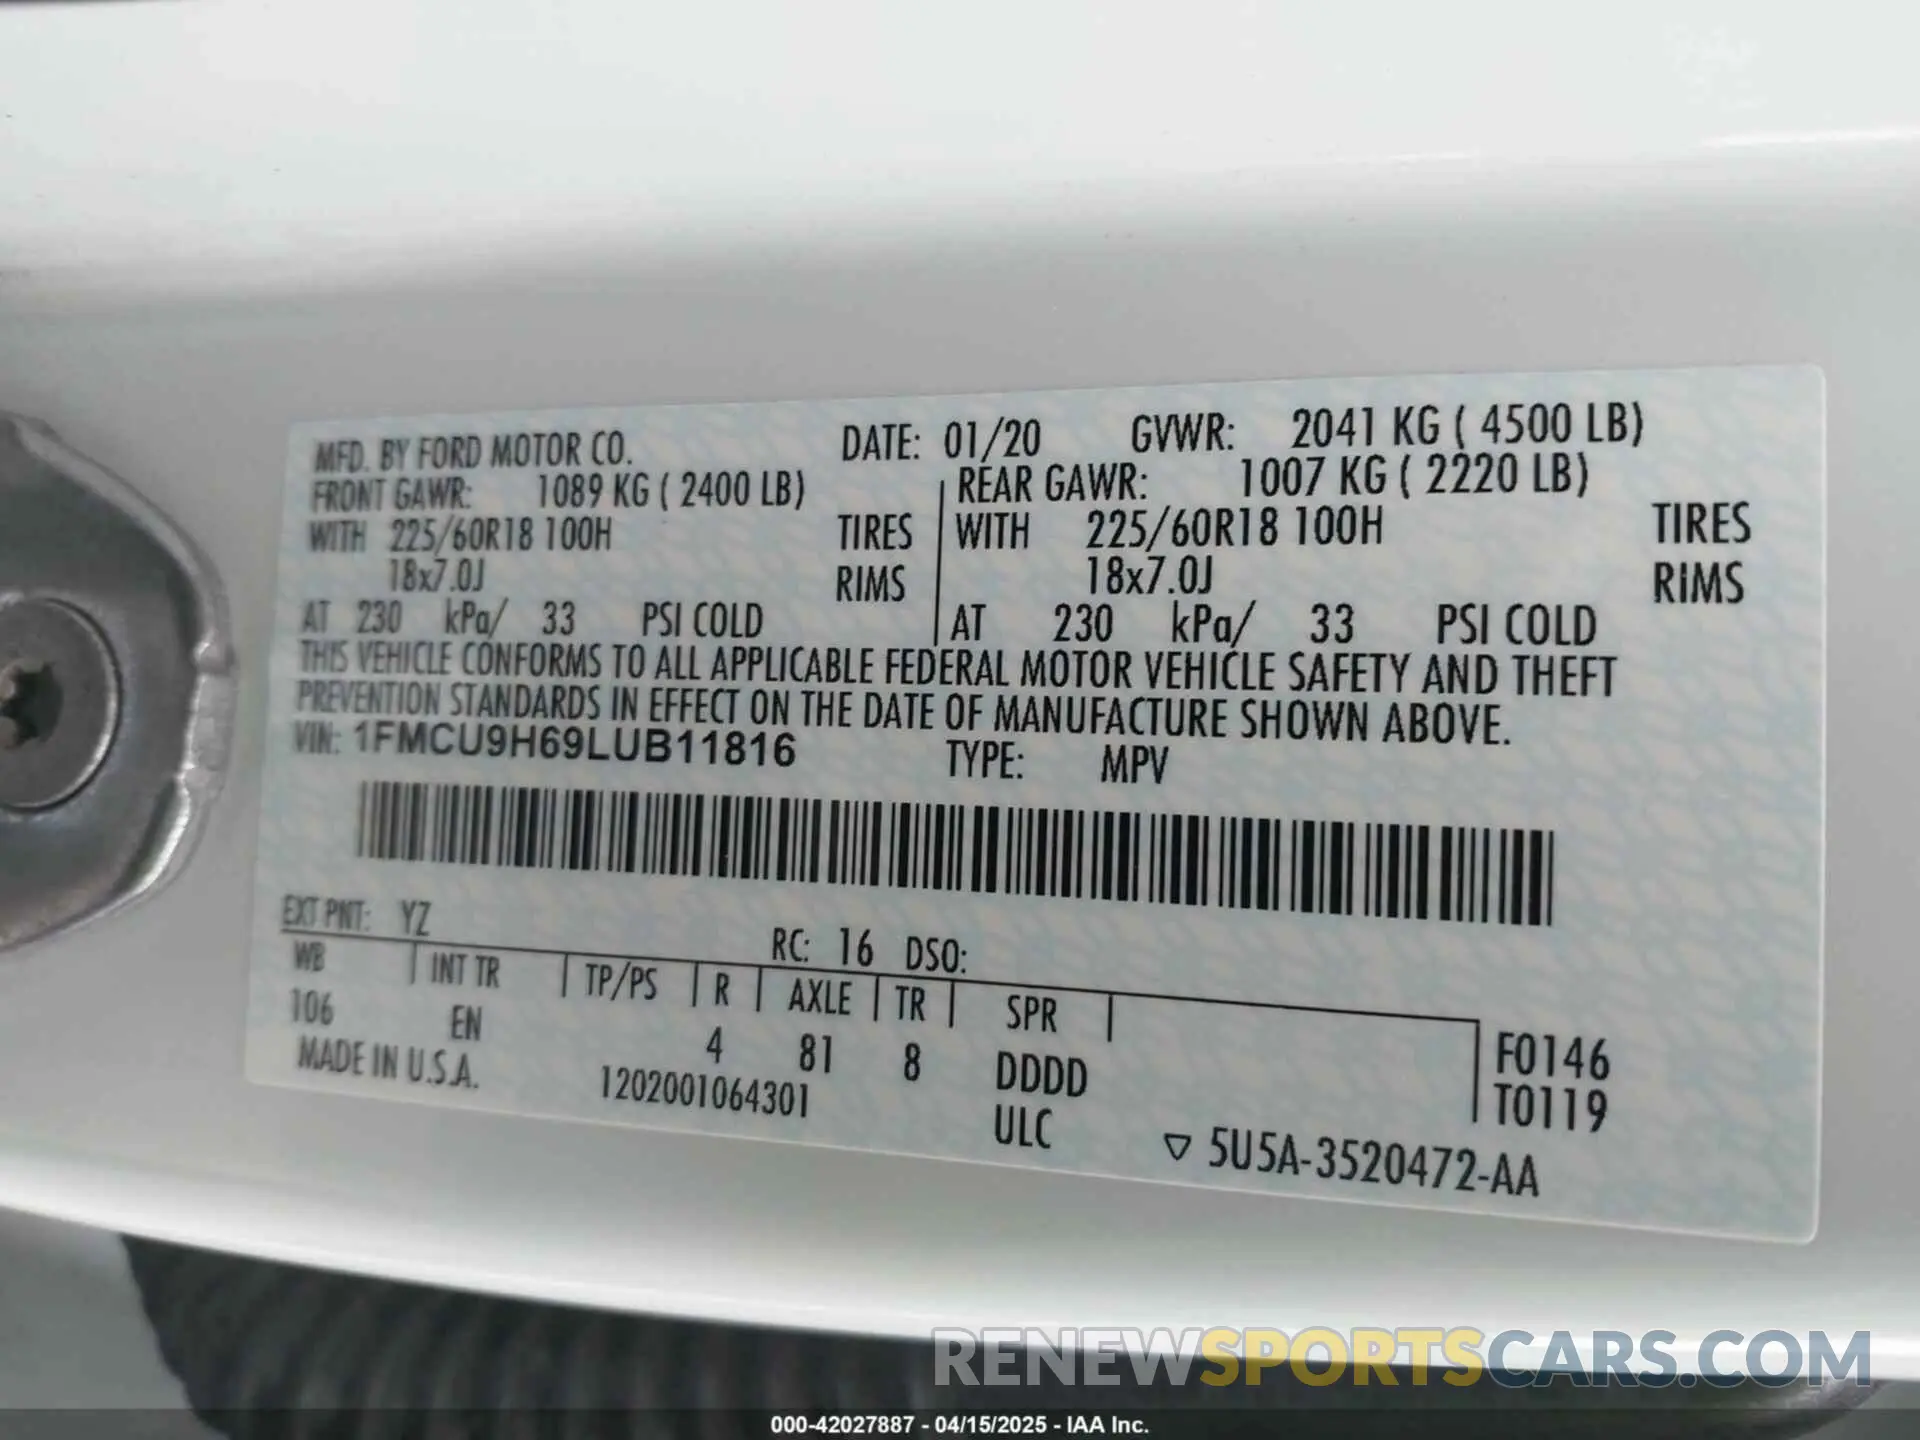 MFD. BY FORD MOTOR CO. DATE: 01/20 GVWR: 2041 KG ( 4500 LB)
FRONT GAWR: 1089 KG ( 2400 LB) REAR GAWR: 1007 KG ( 2220 LB)
WITH 225/60R18 100H TIRES WITH 225/60R18 100H TIRES
18x7.0J RIMS 18x7.0J RIMS
AT 230 kPa/ 33 PSI COLD AT 230 kPa/ 33 PSI COLD
THIS VEHICLE CONFORMS TO ALL APPLICABLE FEDERAL MOTOR VEHICLE SAFETY AND THEFT
PREVENTION STANDARDS IN EFFECT ON THE DATE OF MANUFACTURE SHOWN ABOVE.
VIN: 1FMCU9H69LUB11816 TYPE: MPV
EXT PNT: YZ RC: 16 DSO:
WB INT TR TP/PS R AXLE TR SPR
106 EN 4 81 8 DDDD F0146
MADE IN U.S.A. 1202001064301 ULC T0119
5U5A-3520472-AA
RENEWSPORTSCARS.COM
000-42027887 - 04/15/2025 - IAA Inc.